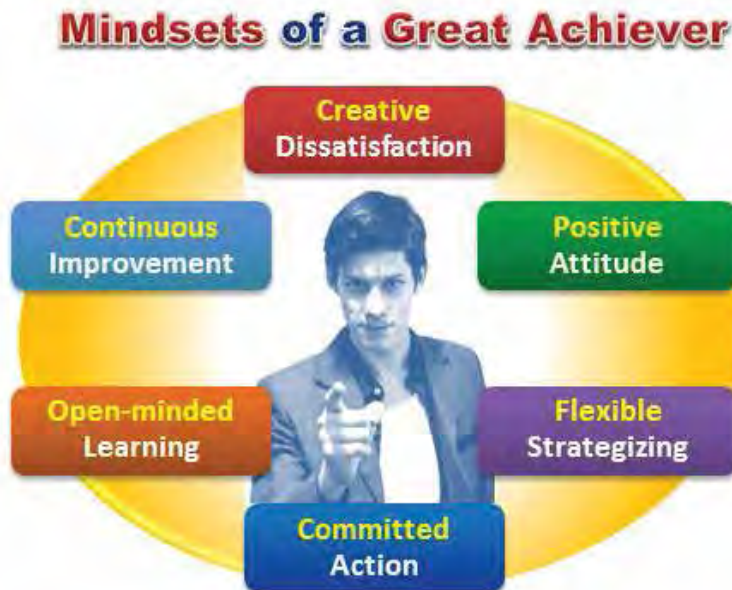 Mindsets of a Great Achiever
Creative
Dissatisfaction
Continuous
Improvement
Positive
Attitude
Open-minded
Learning
Flexible
Strategizing
Committed
Action